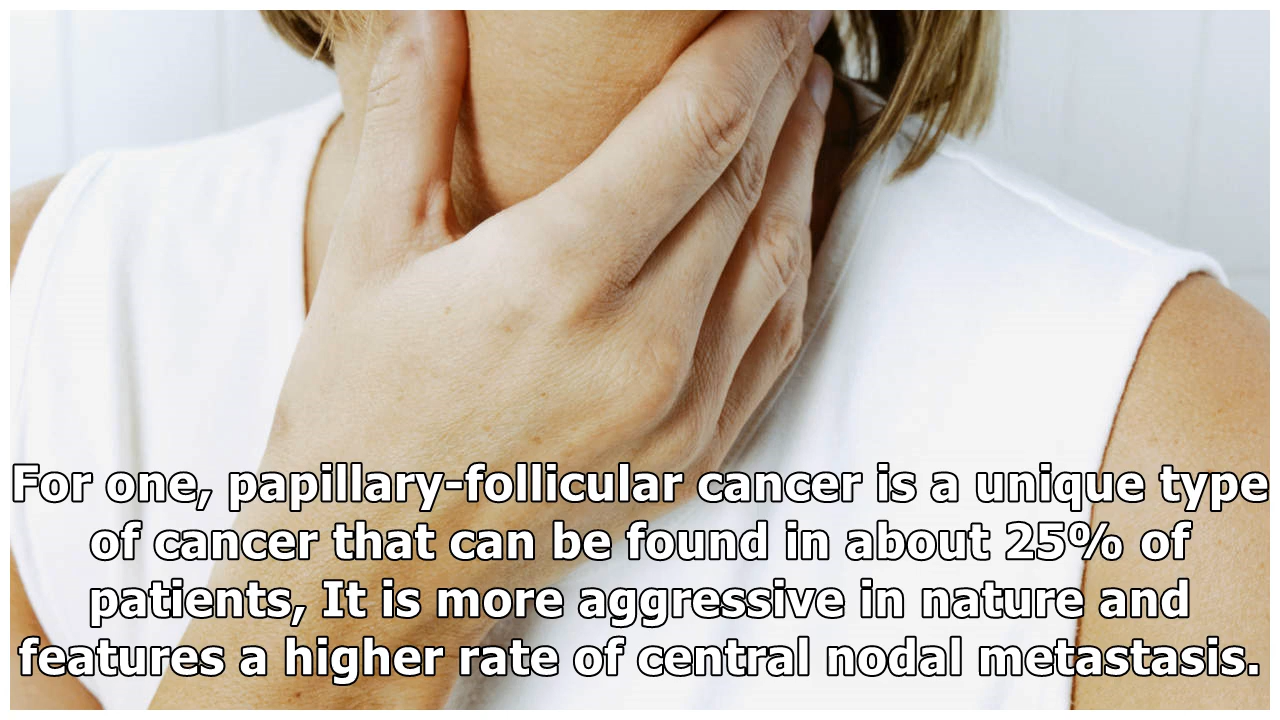 For one, papillary-follicular cancer is a unique type
of cancer that can be found in about 25% of
patients, It is more aggressive in nature and
features a higher rate of central nodal metastasis.